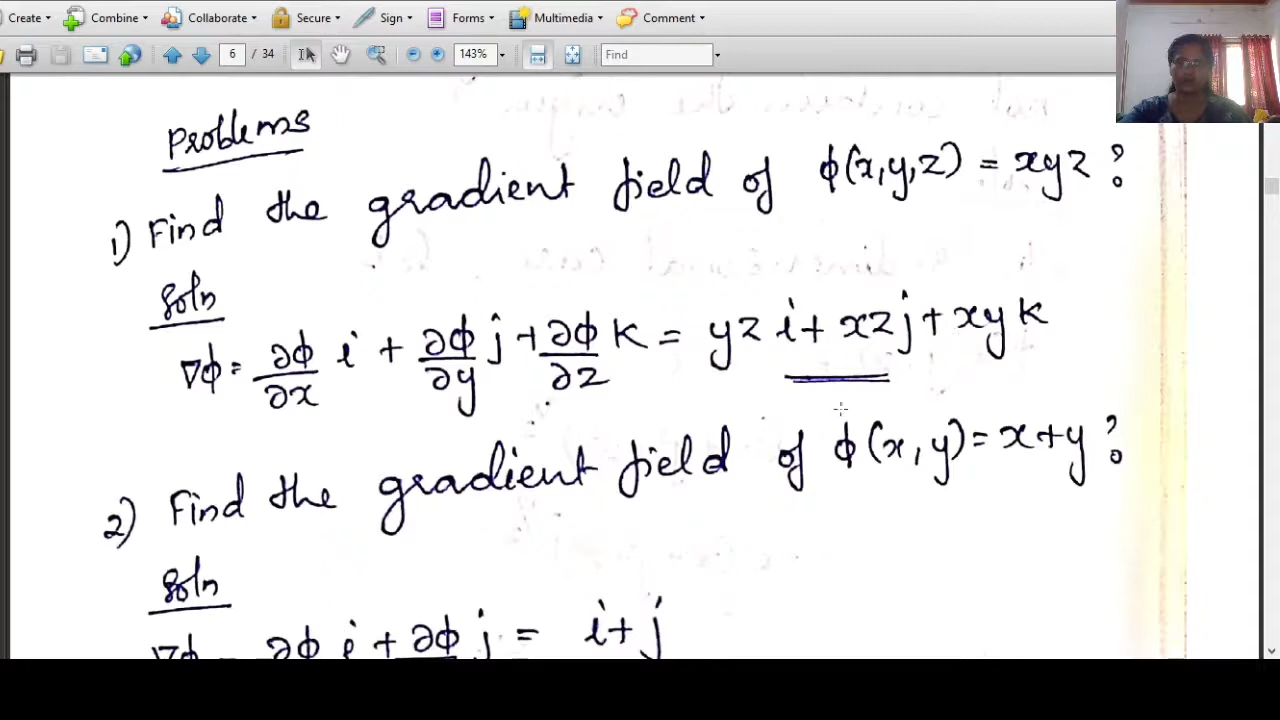 Create Combine Collaborate Secure Sign Forms Multimedia Comment
6 / 34 143% Find
Problems
1) Find the gradient field of ϕ(x,y,z) = xyz ?
Soln
∇ϕ = ∂ϕ/∂x i + ∂ϕ/∂y j + ∂ϕ/∂z k = yz i + xz j + xy k
2) Find the gradient field of ϕ(x,y) = x+y ?
Soln
∇ϕ = ∂ϕ i + ∂ϕ j = i + j